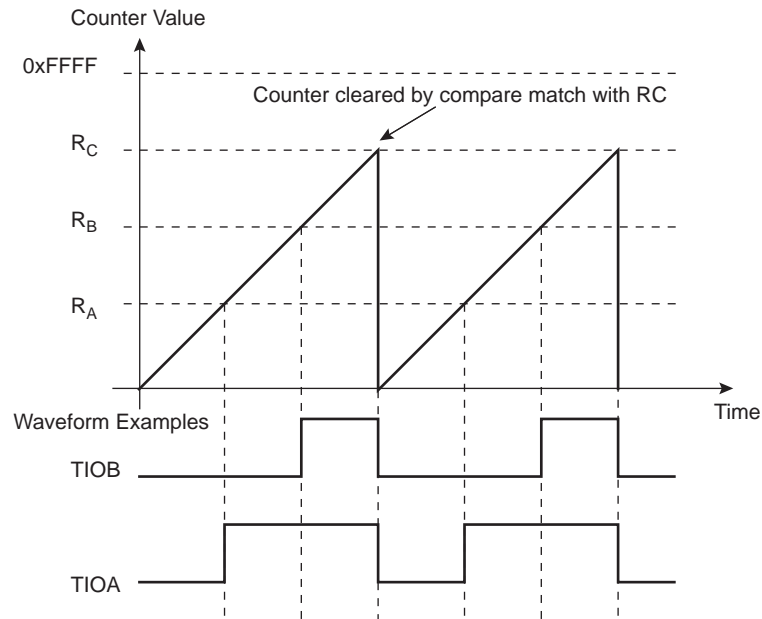 Counter Value
0xFFFF
Counter cleared by compare match with RC
RC
RB
RA
Time
Waveform Examples
TIOB
TIOA